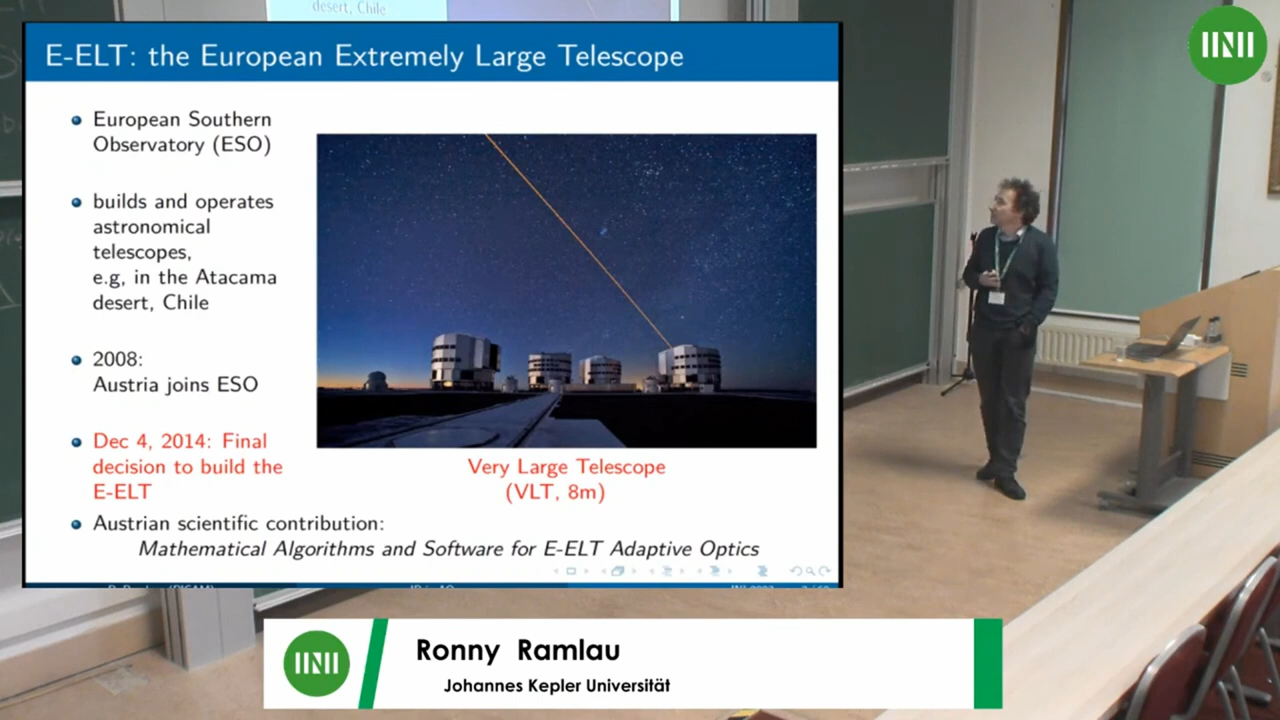 desert, Chile
E-ELT: the European Extremely Large Telescope
European Southern
Observatory (ESO)
builds and operates
astronomical
telescopes,
e.g, in the Atacama
desert, Chile
2008:
Austria joins ESO
Dec 4, 2014: Final
decision to build the
E-ELT
Very Large Telescope
(VLT, 8m)
Austrian scientific contribution:
Mathematical Algorithms and Software for E-ELT Adaptive Optics
Ronny Ramlau
Johannes Kepler Universität